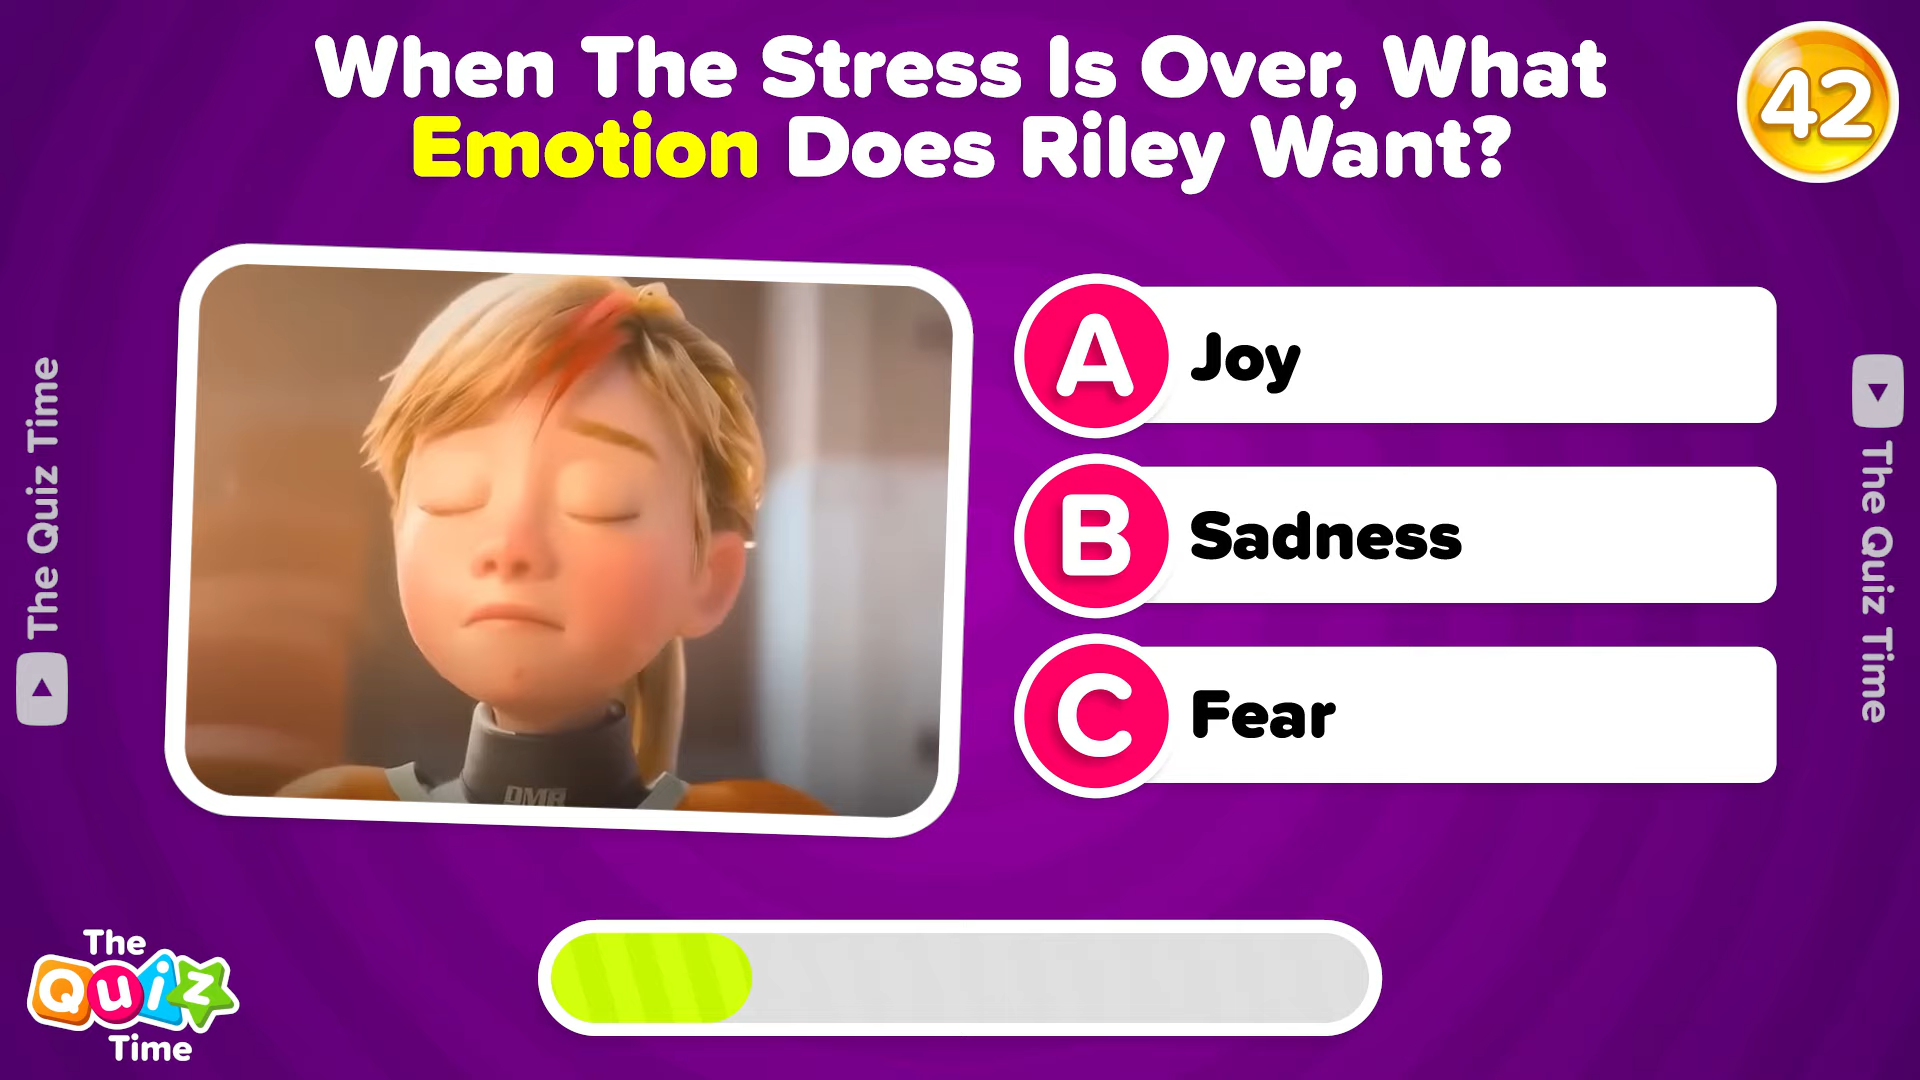 When The Stress Is Over, What
Emotion Does Riley Want?
42
A Joy
B Sadness
C Fear
DMR
The Quiz Time
The Quiz Time
The
Quiz
Time